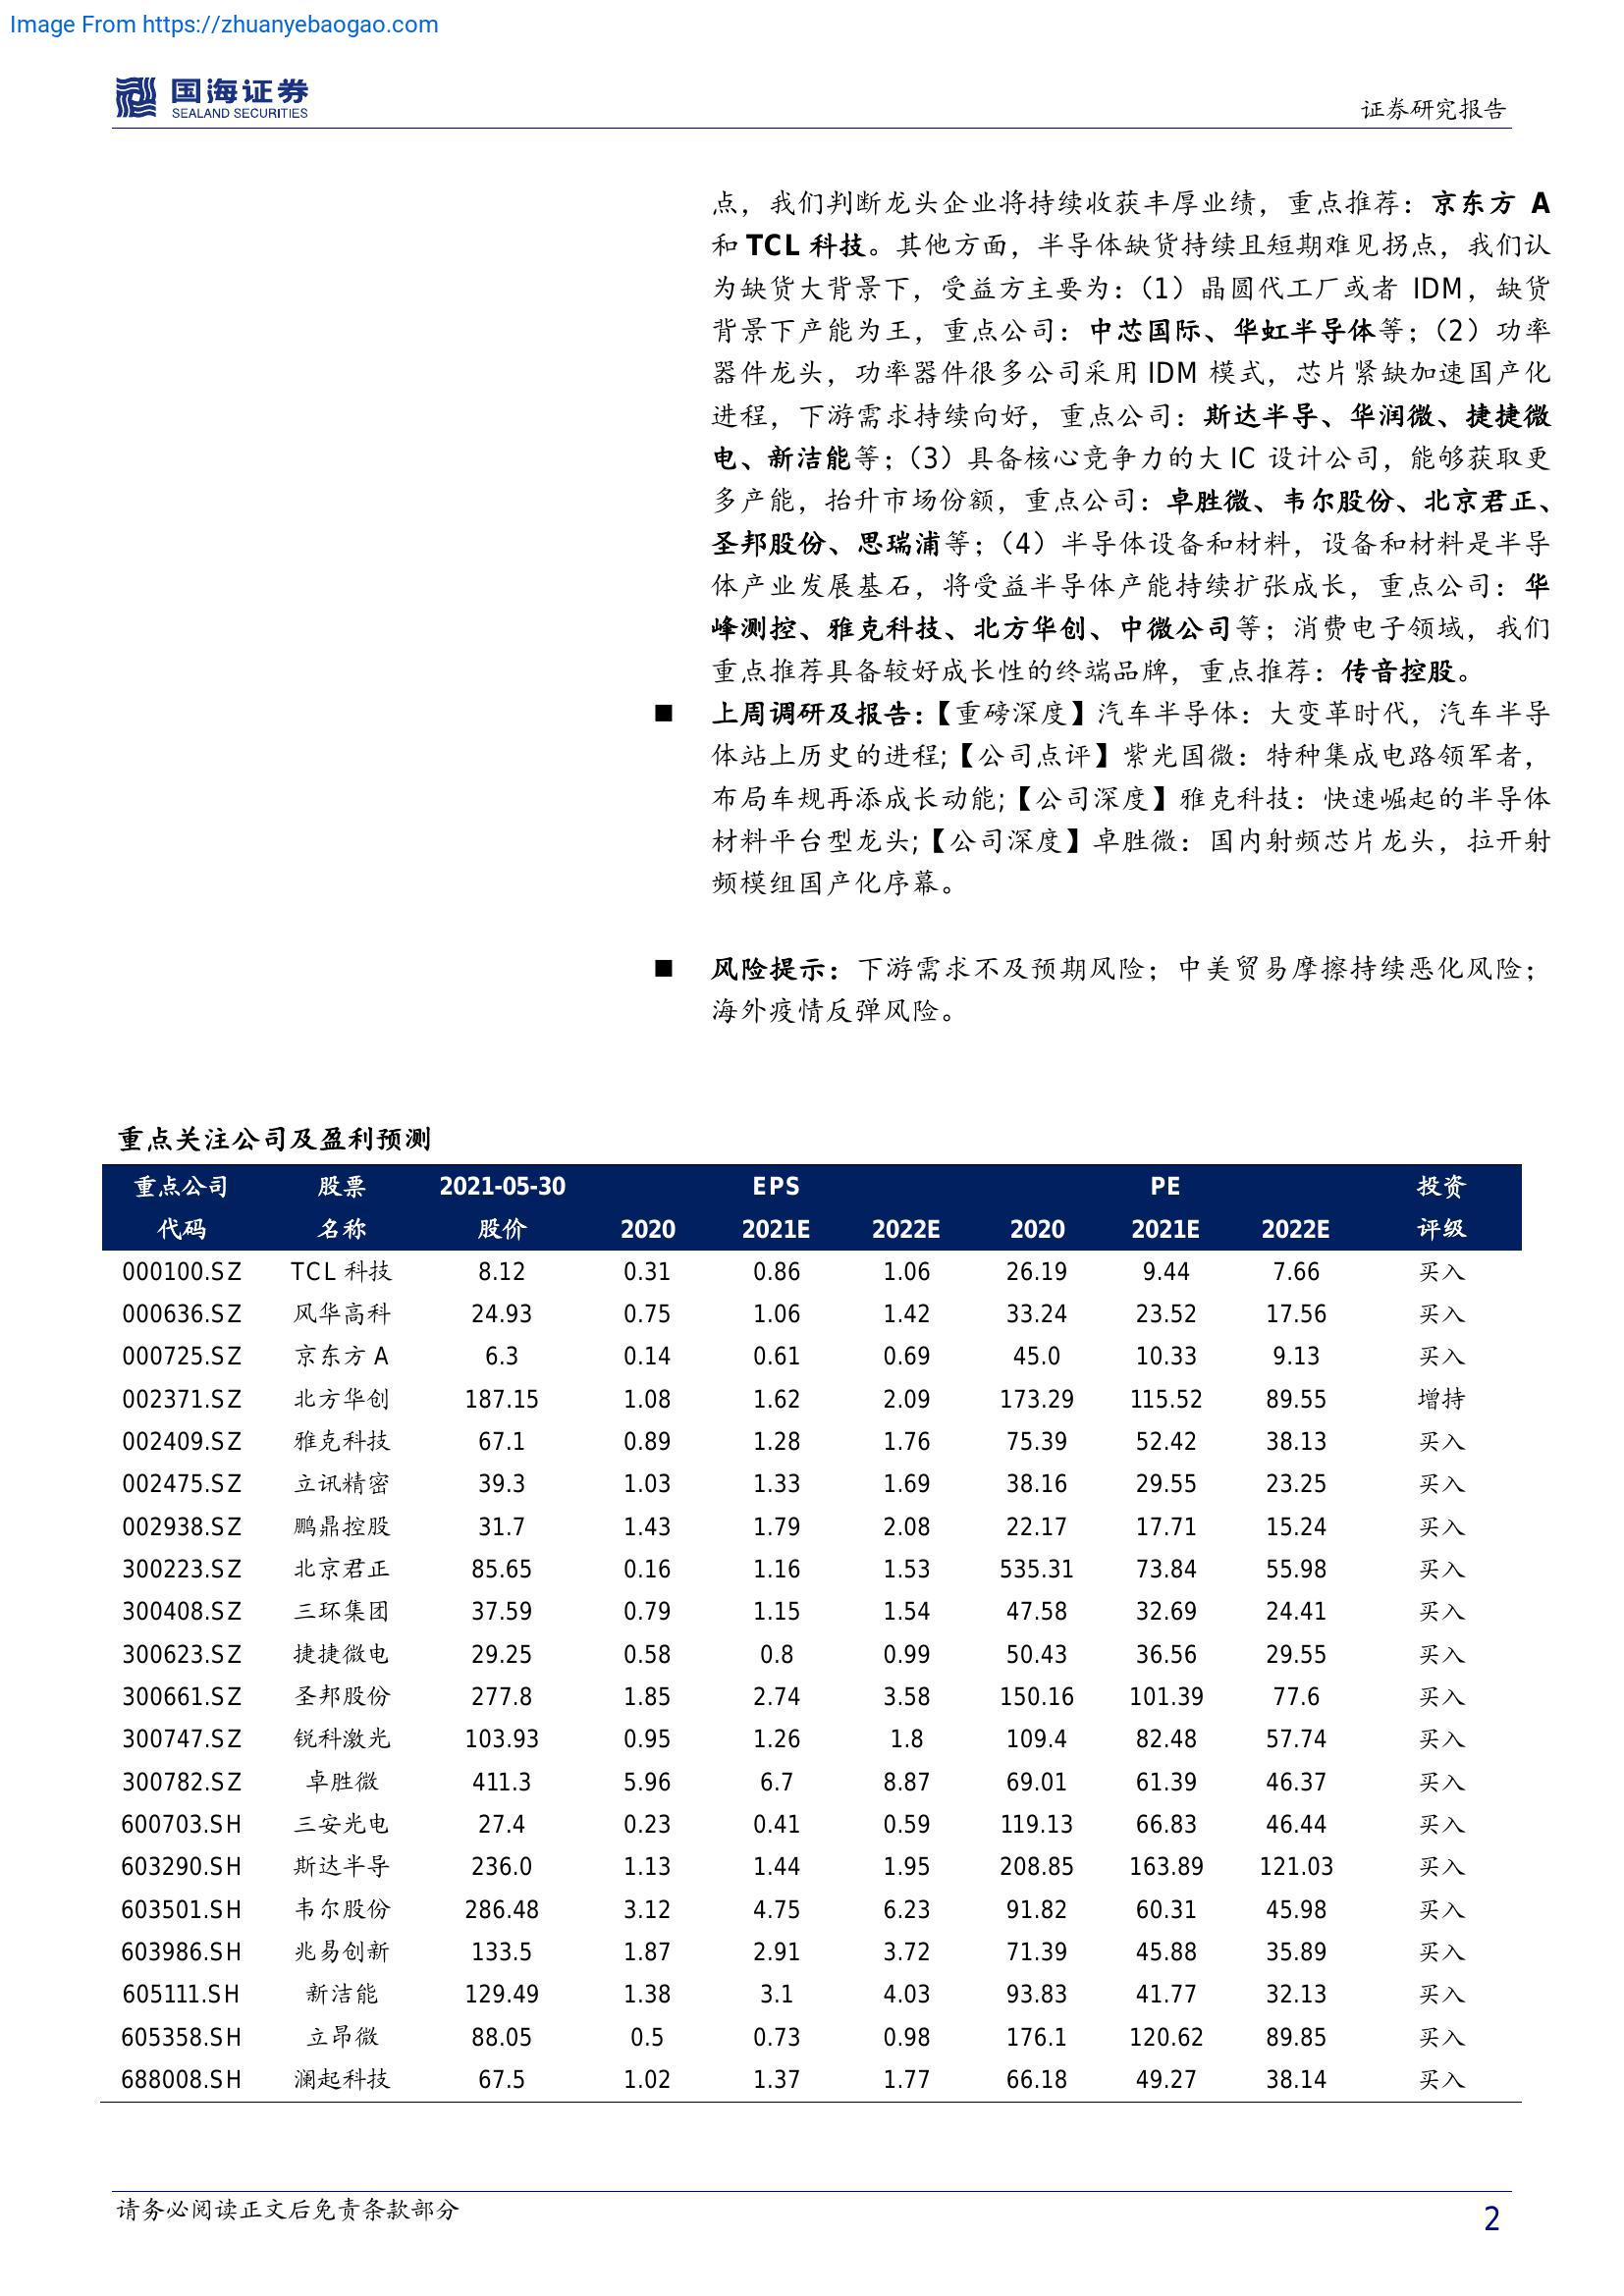 Image From https://zhuanyebaogao.com
国海证券
SEALAND SECURITIES
证券研究报告
点，我们判断龙头企业将持续收获丰厚业绩，重点推荐：京东方 A
和 TCL 科技。其他方面，半导体缺货持续且短期难见拐点，我们认
为缺货大背景下，受益方主要为：（1）晶圆代工厂或者 IDM，缺货
背景下产能为王，重点公司：中芯国际、华虹半导体等；（2）功率
器件龙头，功率器件很多公司采用 IDM 模式，芯片紧缺加速国产化
进程，下游需求持续向好，重点公司：斯达半导、华润微、捷捷微
电、新洁能等；（3）具备核心竞争力的大 IC 设计公司，能够获取更
多产能，抬升市场份额，重点公司：卓胜微、韦尔股份、北京君正、
圣邦股份、思瑞浦等；（4）半导体设备和材料，设备和材料是半导
体产业发展基石，将受益半导体产能持续扩张成长，重点公司：华
峰测控、雅克科技、北方华创、中微公司等；消费电子领域，我们
重点推荐具备较好成长性的终端品牌，重点推荐：传音控股。
■ 上周调研及报告：【重磅深度】汽车半导体：大变革时代，汽车半导
体站上历史的进程;【公司点评】紫光国微：特种集成电路领军者，
布局车规再添成长动能;【公司深度】雅克科技：快速崛起的半导体
材料平台型龙头;【公司深度】卓胜微：国内射频芯片龙头，拉开射
频模组国产化序幕。
■ 风险提示：下游需求不及预期风险；中美贸易摩擦持续恶化风险；
海外疫情反弹风险。
重点关注公司及盈利预测
重点公司 股票 2021-05-30 EPS PE 投资
代码 名称 股价 2020 2021E 2022E 2020 2021E 2022E 评级
000100.SZ TCL 科技 8.12 0.31 0.86 1.06 26.19 9.44 7.66 买入
000636.SZ 风华高科 24.93 0.75 1.06 1.42 33.24 23.52 17.56 买入
000725.SZ 京东方 A 6.3 0.14 0.61 0.69 45.0 10.33 9.13 买入
002371.SZ 北方华创 187.15 1.08 1.62 2.09 173.29 115.52 89.55 增持
002409.SZ 雅克科技 67.1 0.89 1.28 1.76 75.39 52.42 38.13 买入
002475.SZ 立讯精密 39.3 1.03 1.33 1.69 38.16 29.55 23.25 买入
002938.SZ 鹏鼎控股 31.7 1.43 1.79 2.08 22.17 17.71 15.24 买入
300223.SZ 北京君正 85.65 0.16 1.16 1.53 535.31 73.84 55.98 买入
300408.SZ 三环集团 37.59 0.79 1.15 1.54 47.58 32.69 24.41 买入
300623.SZ 捷捷微电 29.25 0.58 0.8 0.99 50.43 36.56 29.55 买入
300661.SZ 圣邦股份 277.8 1.85 2.74 3.58 150.16 101.39 77.6 买入
300747.SZ 锐科激光 103.93 0.95 1.26 1.8 109.4 82.48 57.74 买入
300782.SZ 卓胜微 411.3 5.96 6.7 8.87 69.01 61.39 46.37 买入
600703.SH 三安光电 27.4 0.23 0.41 0.59 119.13 66.83 46.44 买入
603290.SH 斯达半导 236.0 1.13 1.44 1.95 208.85 163.89 121.03 买入
603501.SH 韦尔股份 286.48 3.12 4.75 6.23 91.82 60.31 45.98 买入
603986.SH 兆易创新 133.5 1.87 2.91 3.72 71.39 45.88 35.89 买入
605111.SH 新洁能 129.49 1.38 3.1 4.03 93.83 41.77 32.13 买入
605358.SH 立昂微 88.05 0.5 0.73 0.98 176.1 120.62 89.85 买入
688008.SH 澜起科技 67.5 1.02 1.37 1.77 66.18 49.27 38.14 买入
请务必阅读正文后免责条款部分
2